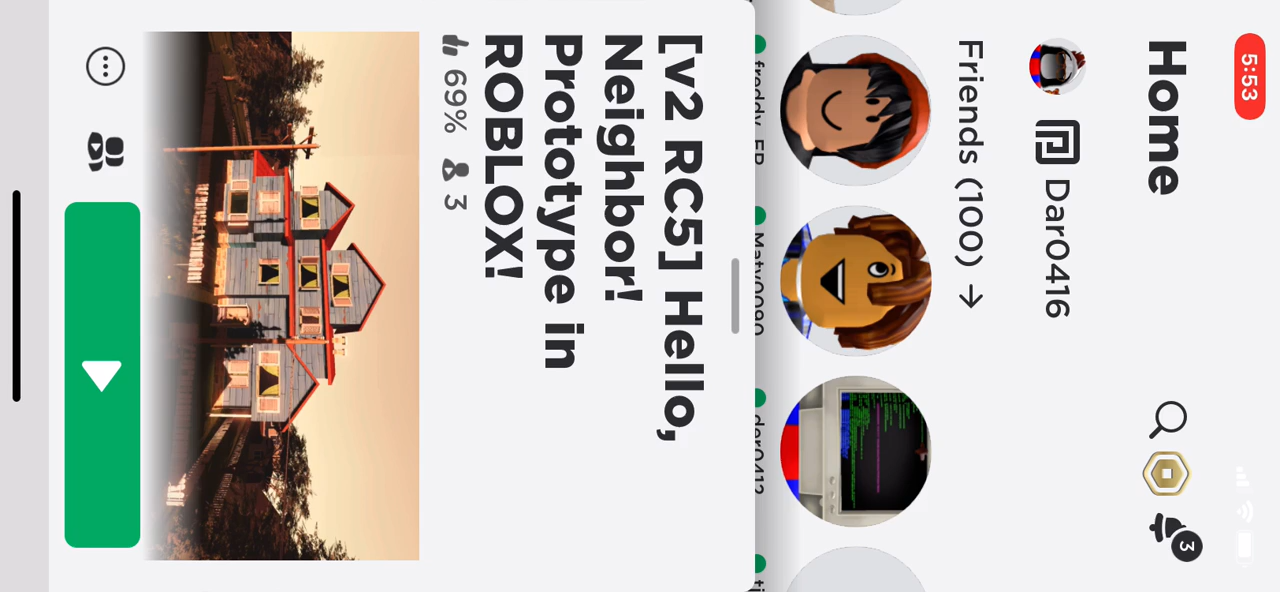 5:53
Home
3
Dar0416
Friends (100) →
[v2 RC5] Hello,
Neighbor!
Prototype in
ROBLOX!
69% 3